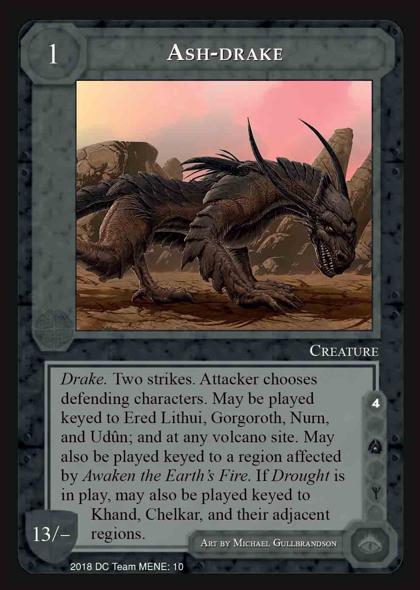 1
ASH-DRAKE
CREATURE
Drake. Two strikes. Attacker chooses
defending characters. May be played
keyed to Ered Lithui, Gorgoroth, Nurn,
and Udûn; and at any volcano site. May
also be played keyed to a region affected
by Awaken the Earth's Fire. If Drought is
in play, may also be played keyed to
Khand, Chelkar, and their adjacent
regions.
4
13/–
ART BY MICHAEL GULLBRANDSON
2018 DC Team MENE: 10